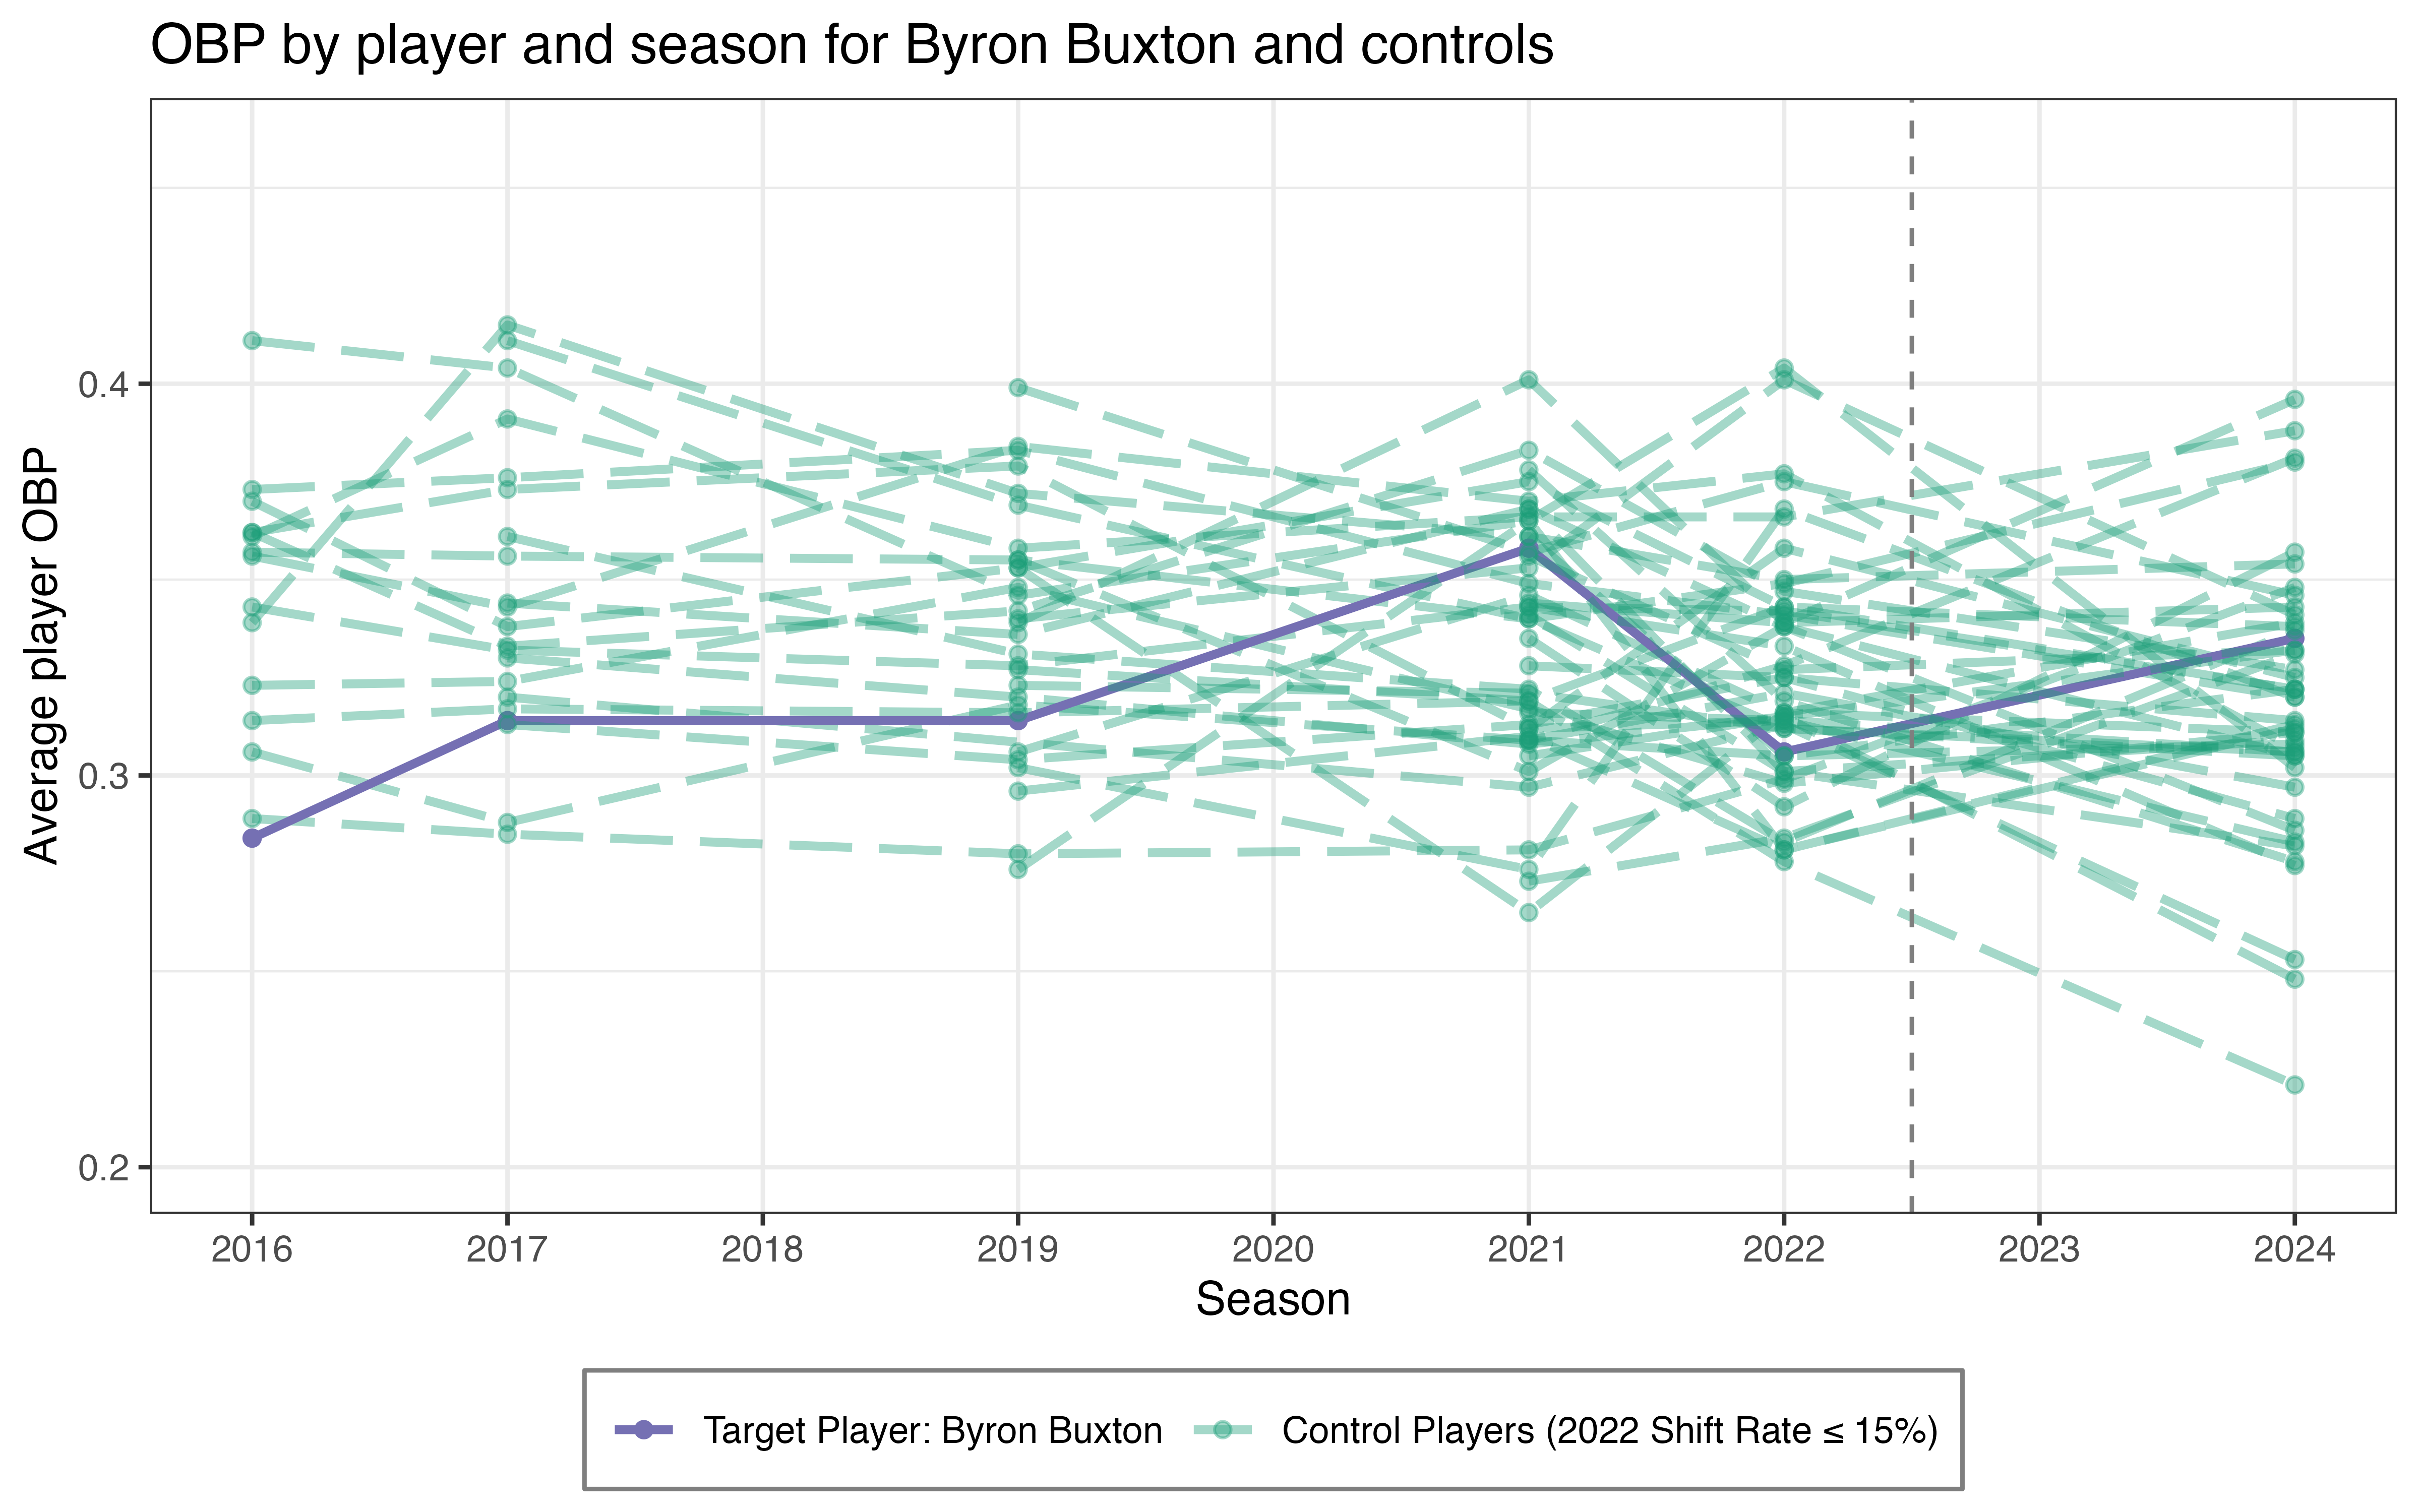 OBP by player and season for Byron Buxton and controls
Average player OBP
0.4
0.3
0.2
2016 2017 2018 2019 2020 2021 2022 2023 2024
Season
Target Player: Byron Buxton Control Players (2022 Shift Rate ≤ 15%)